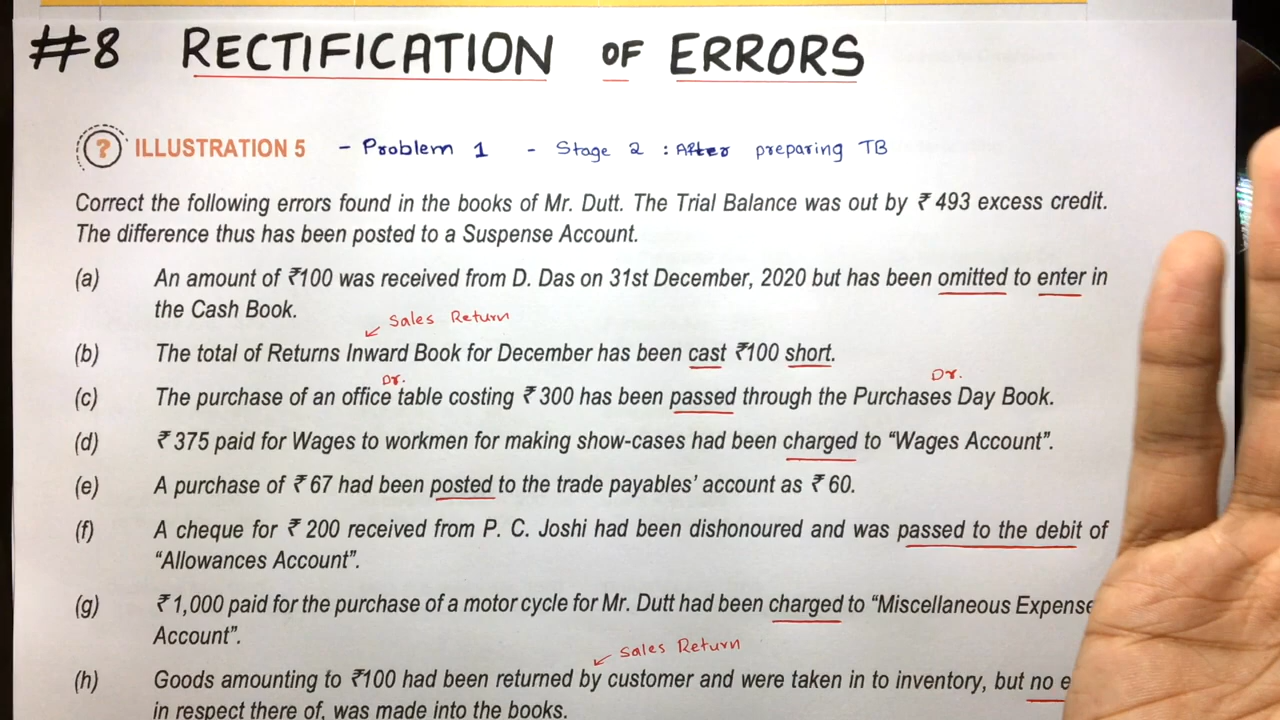 #8 RECTIFICATION OF ERRORS
? ILLUSTRATION 5 - Problem 1 - Stage 2 : After preparing TB
Correct the following errors found in the books of Mr. Dutt. The Trial Balance was out by ₹ 493 excess credit.
The difference thus has been posted to a Suspense Account.
(a) An amount of ₹100 was received from D. Das on 31st December, 2020 but has been omitted to enter in
the Cash Book.
Sales Return
(b) The total of Returns Inward Book for December has been cast ₹100 short.
Dr. Dr.
(c) The purchase of an office table costing ₹ 300 has been passed through the Purchases Day Book.
(d) ₹ 375 paid for Wages to workmen for making show-cases had been charged to “Wages Account”.
(e) A purchase of ₹ 67 had been posted to the trade payables’ account as ₹ 60.
(f) A cheque for ₹ 200 received from P. C. Joshi had been dishonoured and was passed to the debit of
“Allowances Account”.
(g) ₹ 1,000 paid for the purchase of a motor cycle for Mr. Dutt had been charged to “Miscellaneous Expense
Account”.
Sales Return
(h) Goods amounting to ₹100 had been returned by customer and were taken in to inventory, but no
in respect there of, was made into the books.